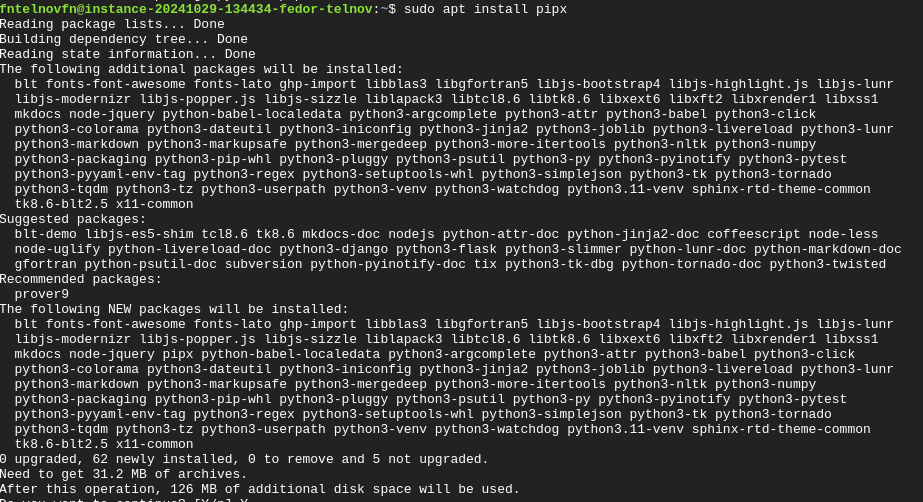 fntelnovfn@instance-20241029-134434-fedor-telnov:~$ sudo apt install pipx
Reading package lists... Done
Building dependency tree... Done
Reading state information... Done
The following additional packages will be installed:
  blt fonts-font-awesome fonts-lato ghp-import libblas3 libgfortran5 libjs-bootstrap4 libjs-highlight.js libjs-lunr
  libjs-modernizr libjs-popper.js libjs-sizzle liblapack3 libtcl8.6 libtk8.6 libxext6 libxft2 libxrender1 libxss1
  mkdocs node-jquery python-babel-localedata python3-argcomplete python3-attr python3-babel python3-click
  python3-colorama python3-dateutil python3-iniconfig python3-jinja2 python3-joblib python3-livereload python3-lunr
  python3-markdown python3-markupsafe python3-mergedeep python3-more-itertools python3-nltk python3-numpy
  python3-packaging python3-pip-whl python3-pluggy python3-psutil python3-py python3-pyinotify python3-pytest
  python3-pyyaml-env-tag python3-regex python3-setuptools-whl python3-simplejson python3-tk python3-tornado
  python3-tqdm python3-tz python3-userpath python3-venv python3-watchdog python3.11-venv sphinx-rtd-theme-common
  tk8.6-blt2.5 x11-common
Suggested packages:
  blt-demo libjs-es5-shim tcl8.6 tk8.6 mkdocs-doc nodejs python-attr-doc python-jinja2-doc coffeescript node-less
  node-uglify python-livereload-doc python3-django python3-flask python3-slimmer python-lunr-doc python-markdown-doc
  gfortran python-psutil-doc subversion python-pyinotify-doc tix python3-tk-dbg python-tornado-doc python3-twisted
Recommended packages:
  prover9
The following NEW packages will be installed:
  blt fonts-font-awesome fonts-lato ghp-import libblas3 libgfortran5 libjs-bootstrap4 libjs-highlight.js libjs-lunr
  libjs-modernizr libjs-popper.js libjs-sizzle liblapack3 libtcl8.6 libtk8.6 libxext6 libxft2 libxrender1 libxss1
  mkdocs node-jquery pipx python-babel-localedata python3-argcomplete python3-attr python3-babel python3-click
  python3-colorama python3-dateutil python3-iniconfig python3-jinja2 python3-joblib python3-livereload python3-lunr
  python3-markdown python3-markupsafe python3-mergedeep python3-more-itertools python3-nltk python3-numpy
  python3-packaging python3-pip-whl python3-pluggy python3-psutil python3-py python3-pyinotify python3-pytest
  python3-pyyaml-env-tag python3-regex python3-setuptools-whl python3-simplejson python3-tk python3-tornado
  python3-tqdm python3-tz python3-userpath python3-venv python3-watchdog python3.11-venv sphinx-rtd-theme-common
  tk8.6-blt2.5 x11-common
0 upgraded, 62 newly installed, 0 to remove and 5 not upgraded.
Need to get 31.2 MB of archives.
After this operation, 126 MB of additional disk space will be used.
Do you want to continue? [Y/n] Y